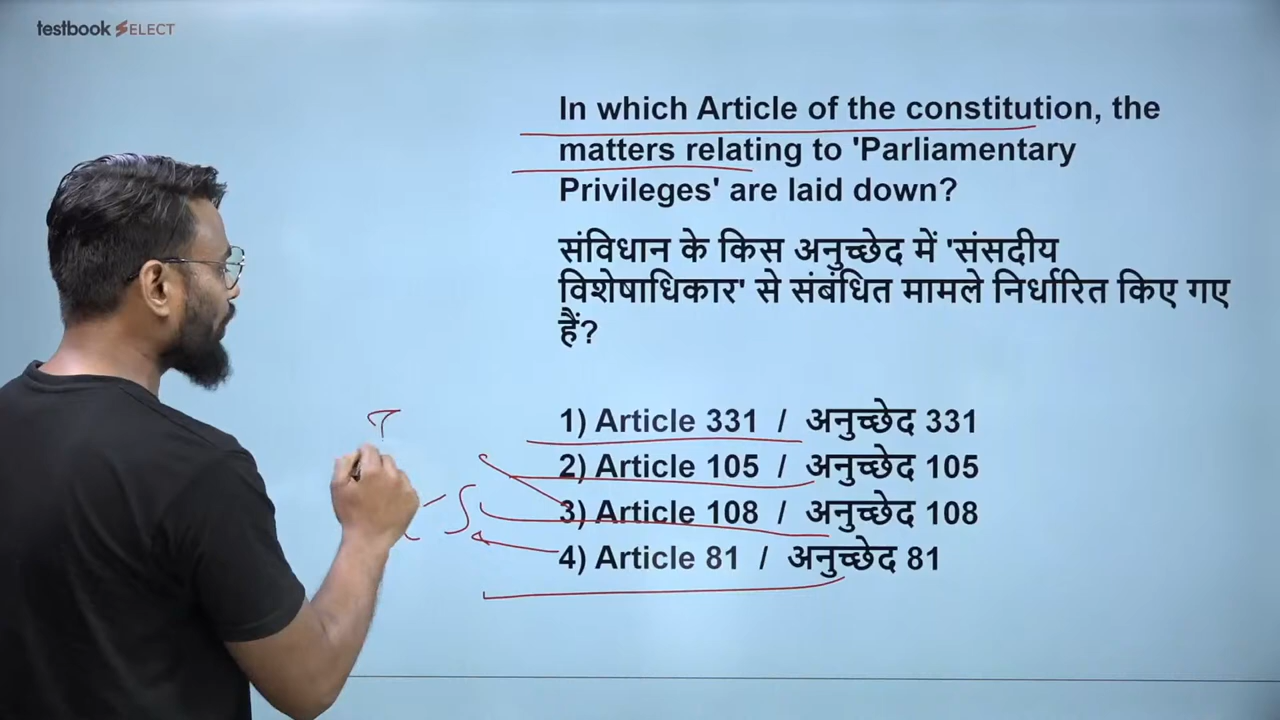 testbook SELECT
In which Article of the constitution, the
matters relating to 'Parliamentary
Privileges' are laid down?
संविधान के किस अनुच्छेद में 'संसदीय
विशेषाधिकार' से संबंधित मामले निर्धारित किए गए
हैं?
1) Article 331 / अनुच्छेद 331
2) Article 105 / अनुच्छेद 105
3) Article 108 / अनुच्छेद 108
4) Article 81 / अनुच्छेद 81